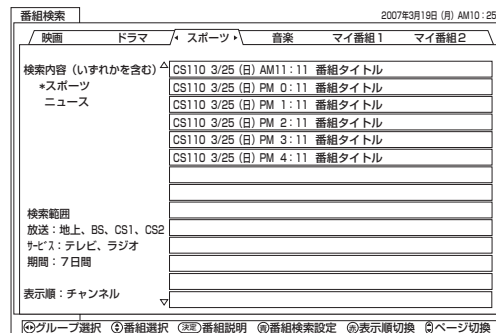 番組検索
2007年3月19日 (月) AM10:25
映画 ドラマ スポーツ 音楽 マイ番組1 マイ番組2
検索内容 (いずれかを含む)
*スポーツ
ニュース
CS110 3/25 (日) AM11:11 番組タイトル
CS110 3/25 (日) PM 0:11 番組タイトル
CS110 3/25 (日) PM 1:11 番組タイトル
CS110 3/25 (日) PM 2:11 番組タイトル
CS110 3/25 (日) PM 3:11 番組タイトル
CS110 3/25 (日) PM 4:11 番組タイトル
検索範囲
放送:地上、BS、CS1、CS2
サービス:テレビ、ラジオ
期間:7日間
表示順:チャンネル
グループ選択 番組選択 決定 番組説明 黄 番組検索設定 赤 表示順切換 ページ切換